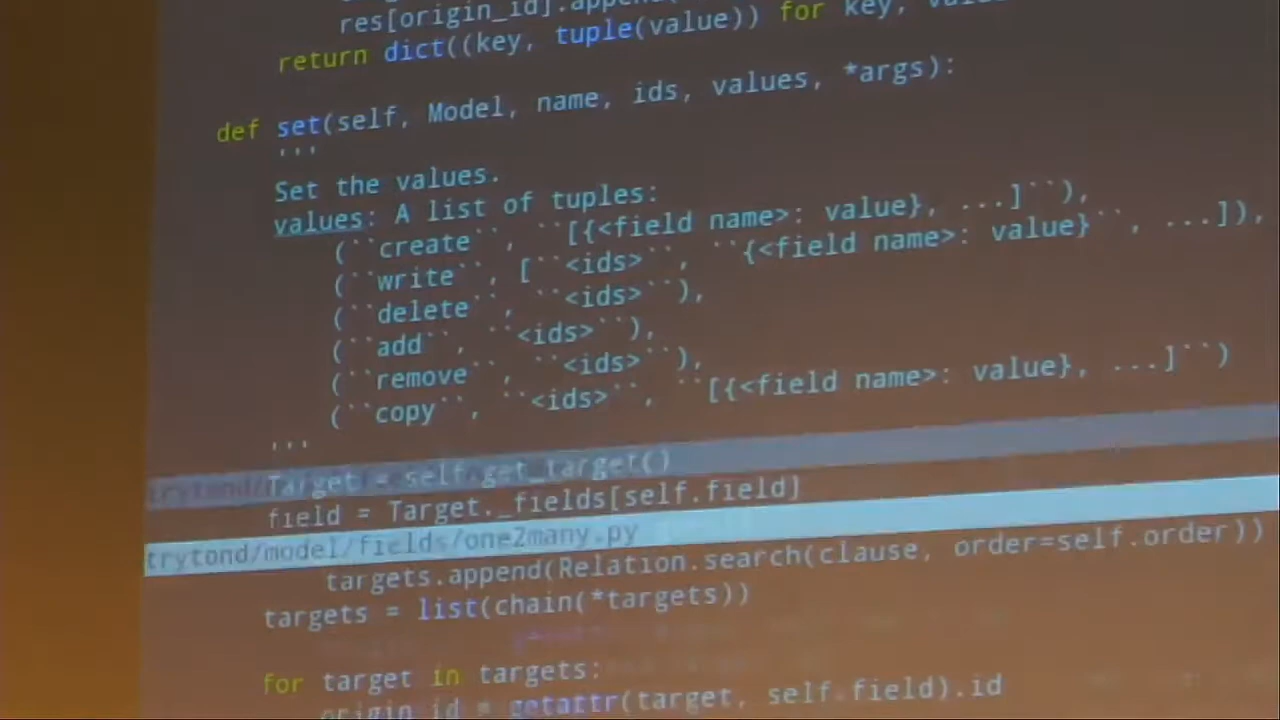 res[origin_id].append(
return dict((key, tuple(value)) for key,
def set(self, Model, name, ids, values, *args):
'''
Set the values.
values: A list of tuples:
(``create``, ``[{<field name>: value}, ...]``),
(``write``, [``<ids>``, ``{<field name>: value}``, ...]),
(``delete``, ``<ids>``),
(``add``, ``<ids>``),
(``remove``, ``<ids>``),
(``copy``, ``<ids>``, ``[{<field name>: value}, ...]``)
'''
Target = self.get_target()
field = Target._fields[self.field]
trytond/model/fields/one2many.py
targets.append(Relation.search(clause, order=self.order))
targets = list(chain(*targets))
for target in targets:
origin_id = getattr(target, self.field).id